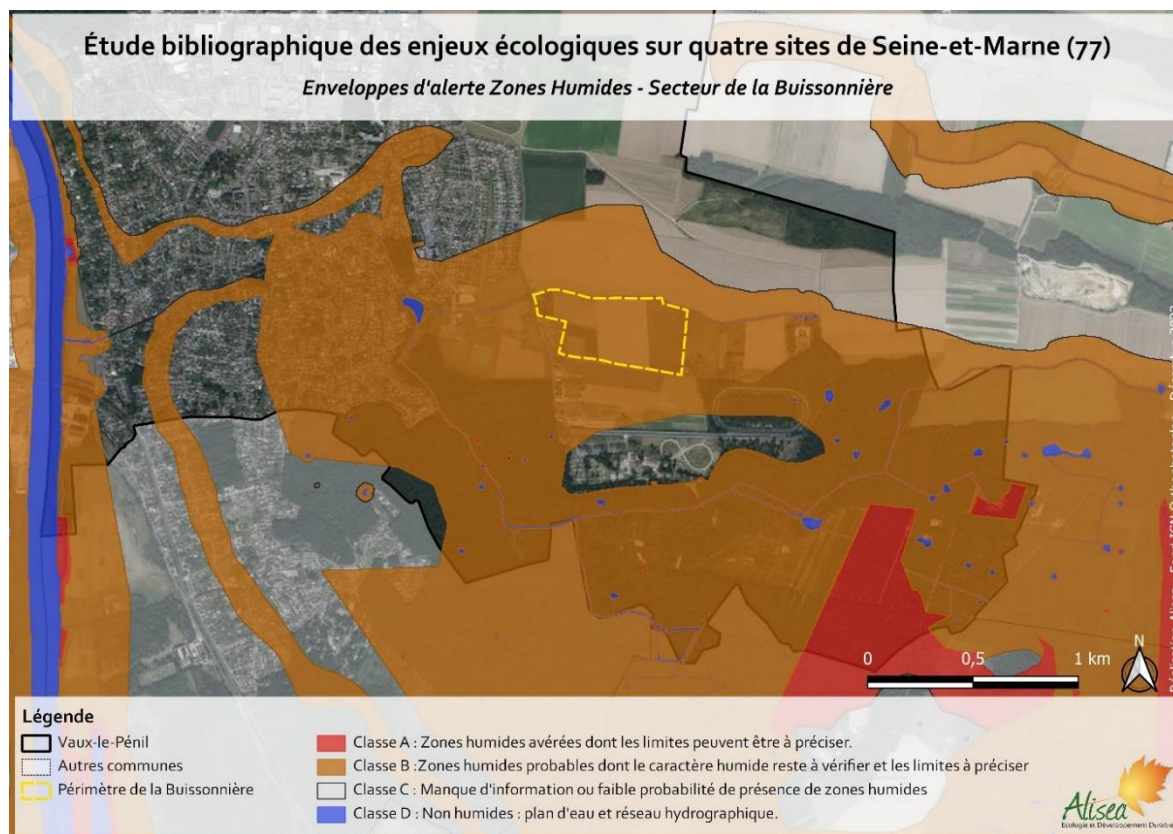 Étude bibliographique des enjeux écologiques sur quatre sites de Seine-et-Marne (77)
Enveloppes d'alerte Zones Humides - Secteur de la Buissonnière
N
0 0,5 1 km
Légende
Vaux-le-Pénil
Autres communes
Périmètre de la Buissonnière
Classe A : Zones humides avérées dont les limites peuvent être à préciser.
Classe B :Zones humides probables dont le caractère humide reste à vérifier et les limites à préciser
Classe C : Manque d'information ou faible probabilité de présence de zones humides
Classe D : Non humides : plan d'eau et réseau hydrographique.
Alisea
Ecologie et Développement Durable